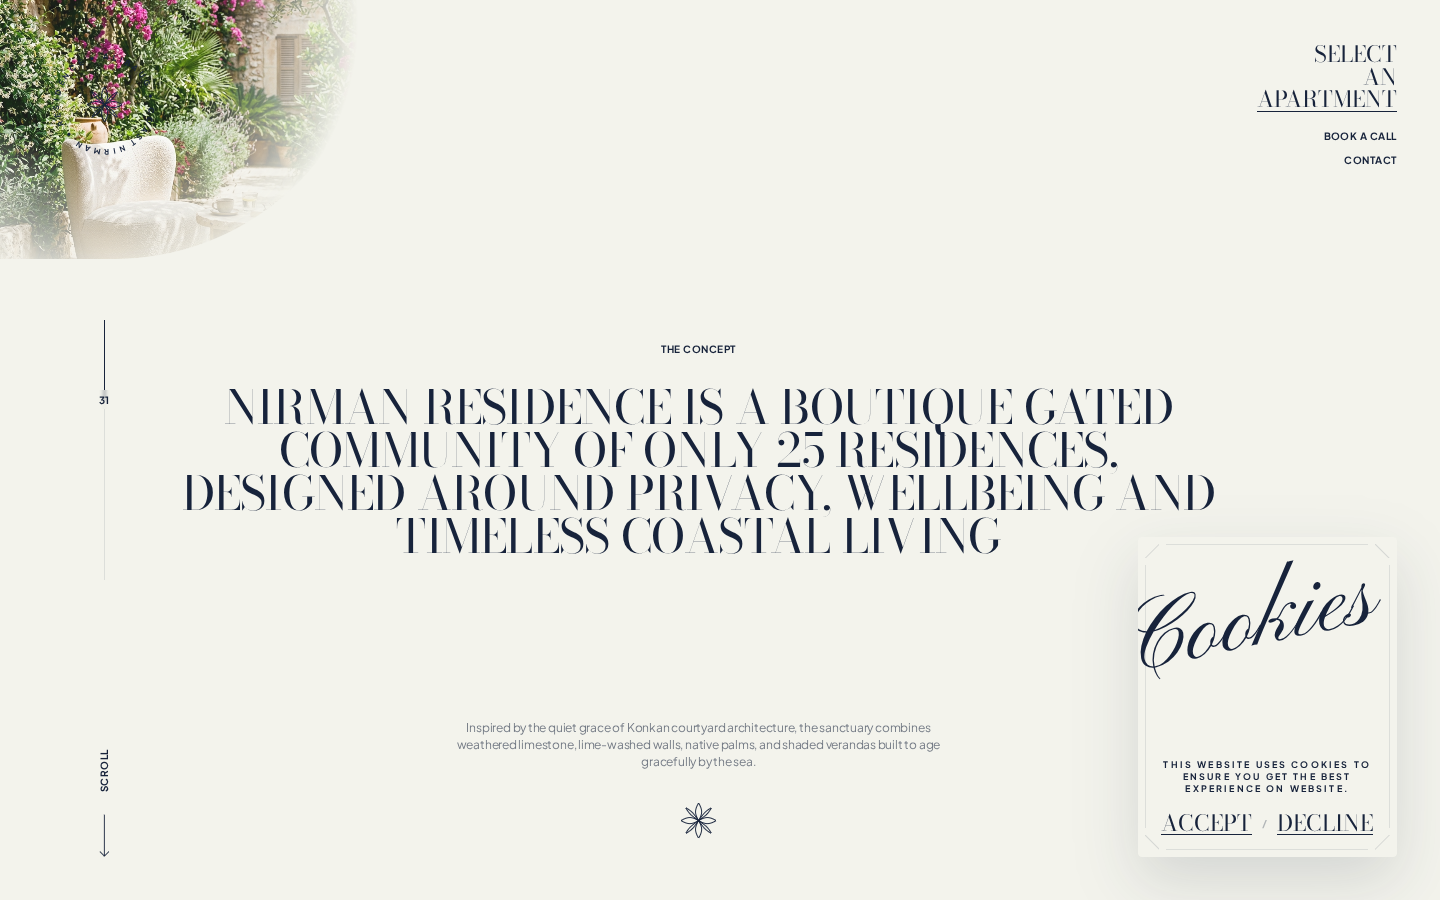 SELECT
AN
APARTMENT
BOOK A CALL
CONTACT
THE CONCEPT
31
NIRMAN RESIDENCE IS A BOUTIQUE GATED
COMMUNITY OF ONLY 25 RESIDENCES.
DESIGNED AROUND PRIVACY. WELLBEING AND
TIMELESS COASTAL LIVING
Inspired by the quiet grace of Konkan courtyard architecture, the sanctuary combines
weathered limestone, lime-washed walls, native palms, and shaded verandas built to age
gracefully by the sea.
SCROLL
Cookies
THIS WEBSITE USES COOKIES TO
ENSURE YOU GET THE BEST
EXPERIENCE ON WEBSITE.
ACCEPT / DECLINE